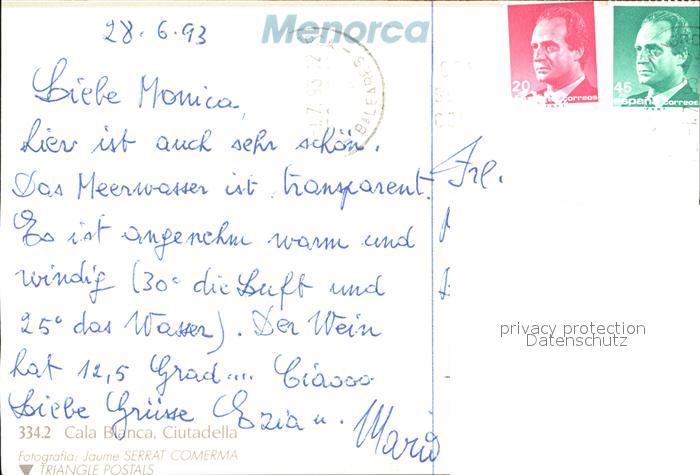 28.6.93
Menorca
BALEARES
20
correos
45
españa correos
Liebe Monica,
hier ist auch sehr schön.
Das Meerwasser ist transparent.
Es ist angenehm warm und
windig (30° die Luft und
25° das Wasser). Der Wein
hat 12,5 Grad.... Ciaooo
Liebe Grüsse Ezia u. Mario
Frl.
privacy protection
Datenschutz
334.2 Cala Blanca, Ciutadella
Fotografia: Jaume SERRAT COMERMA
TRIANGLE POSTALS